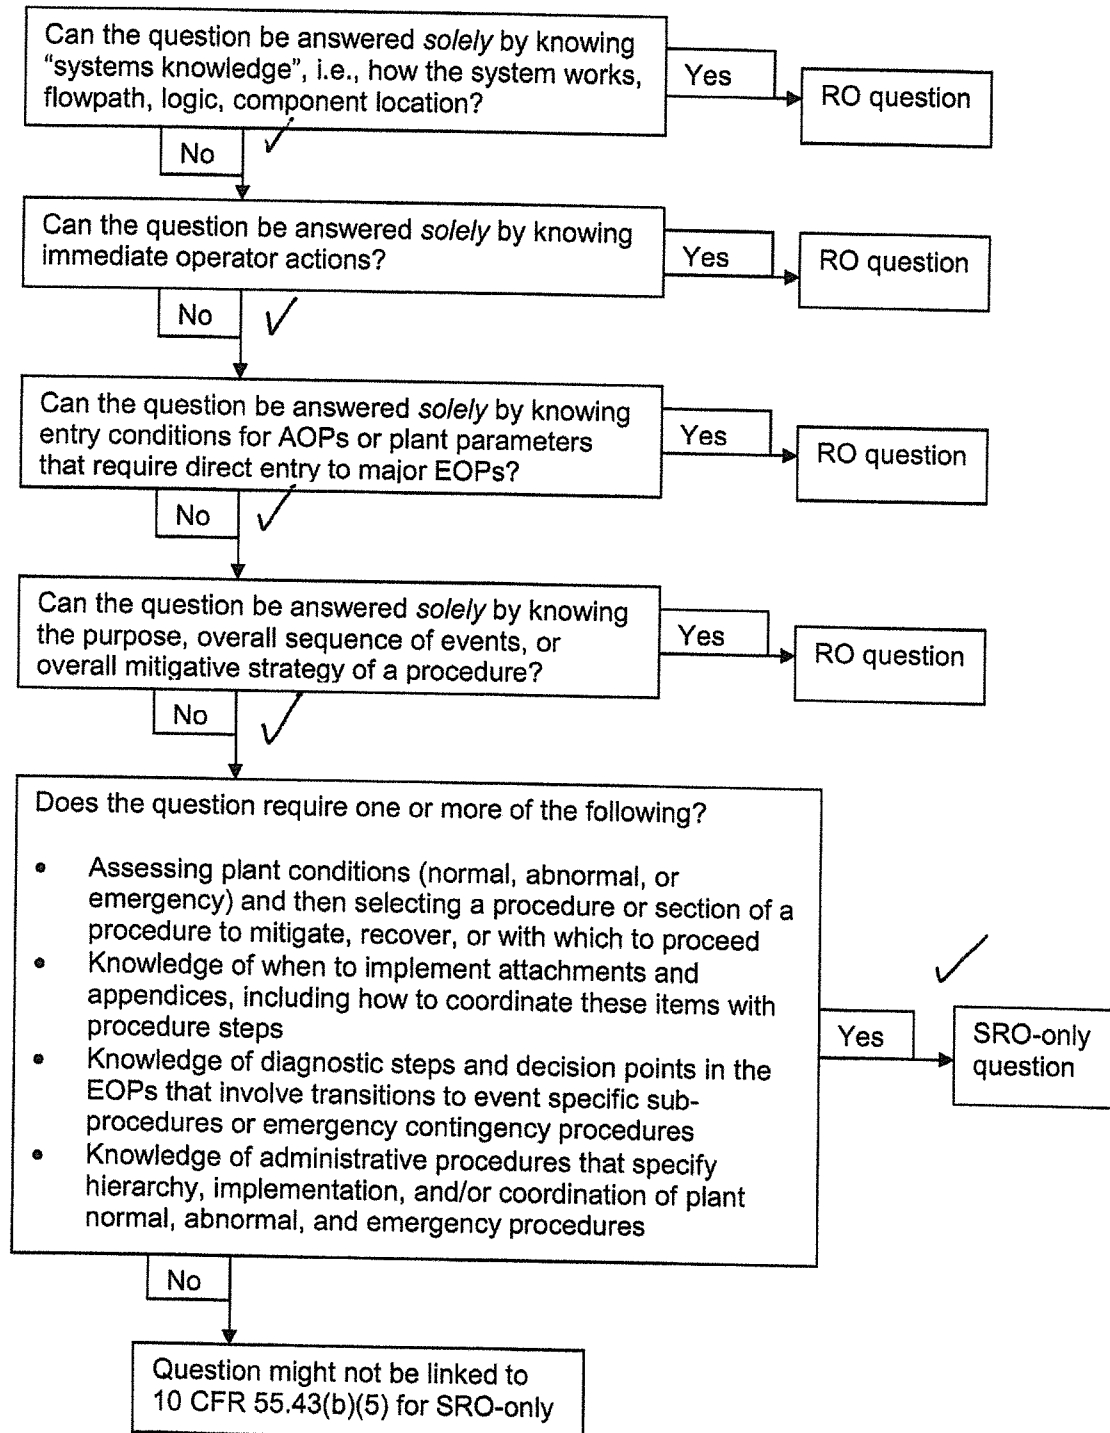 Can the question be answered solely by knowing
“systems knowledge”, i.e., how the system works,
flowpath, logic, component location?
Yes
RO question
No
Can the question be answered solely by knowing
immediate operator actions?
Yes
RO question
No
Can the question be answered solely by knowing
entry conditions for AOPs or plant parameters
that require direct entry to major EOPs?
Yes
RO question
No
Can the question be answered solely by knowing
the purpose, overall sequence of events, or
overall mitigative strategy of a procedure?
Yes
RO question
No
Does the question require one or more of the following?
• Assessing plant conditions (normal, abnormal, or
emergency) and then selecting a procedure or section of a
procedure to mitigate, recover, or with which to proceed
• Knowledge of when to implement attachments and
appendices, including how to coordinate these items with
procedure steps
• Knowledge of diagnostic steps and decision points in the
EOPs that involve transitions to event specific sub-
procedures or emergency contingency procedures
• Knowledge of administrative procedures that specify
hierarchy, implementation, and/or coordination of plant
normal, abnormal, and emergency procedures
Yes
SRO-only
question
No
Question might not be linked to
10 CFR 55.43(b)(5) for SRO-only